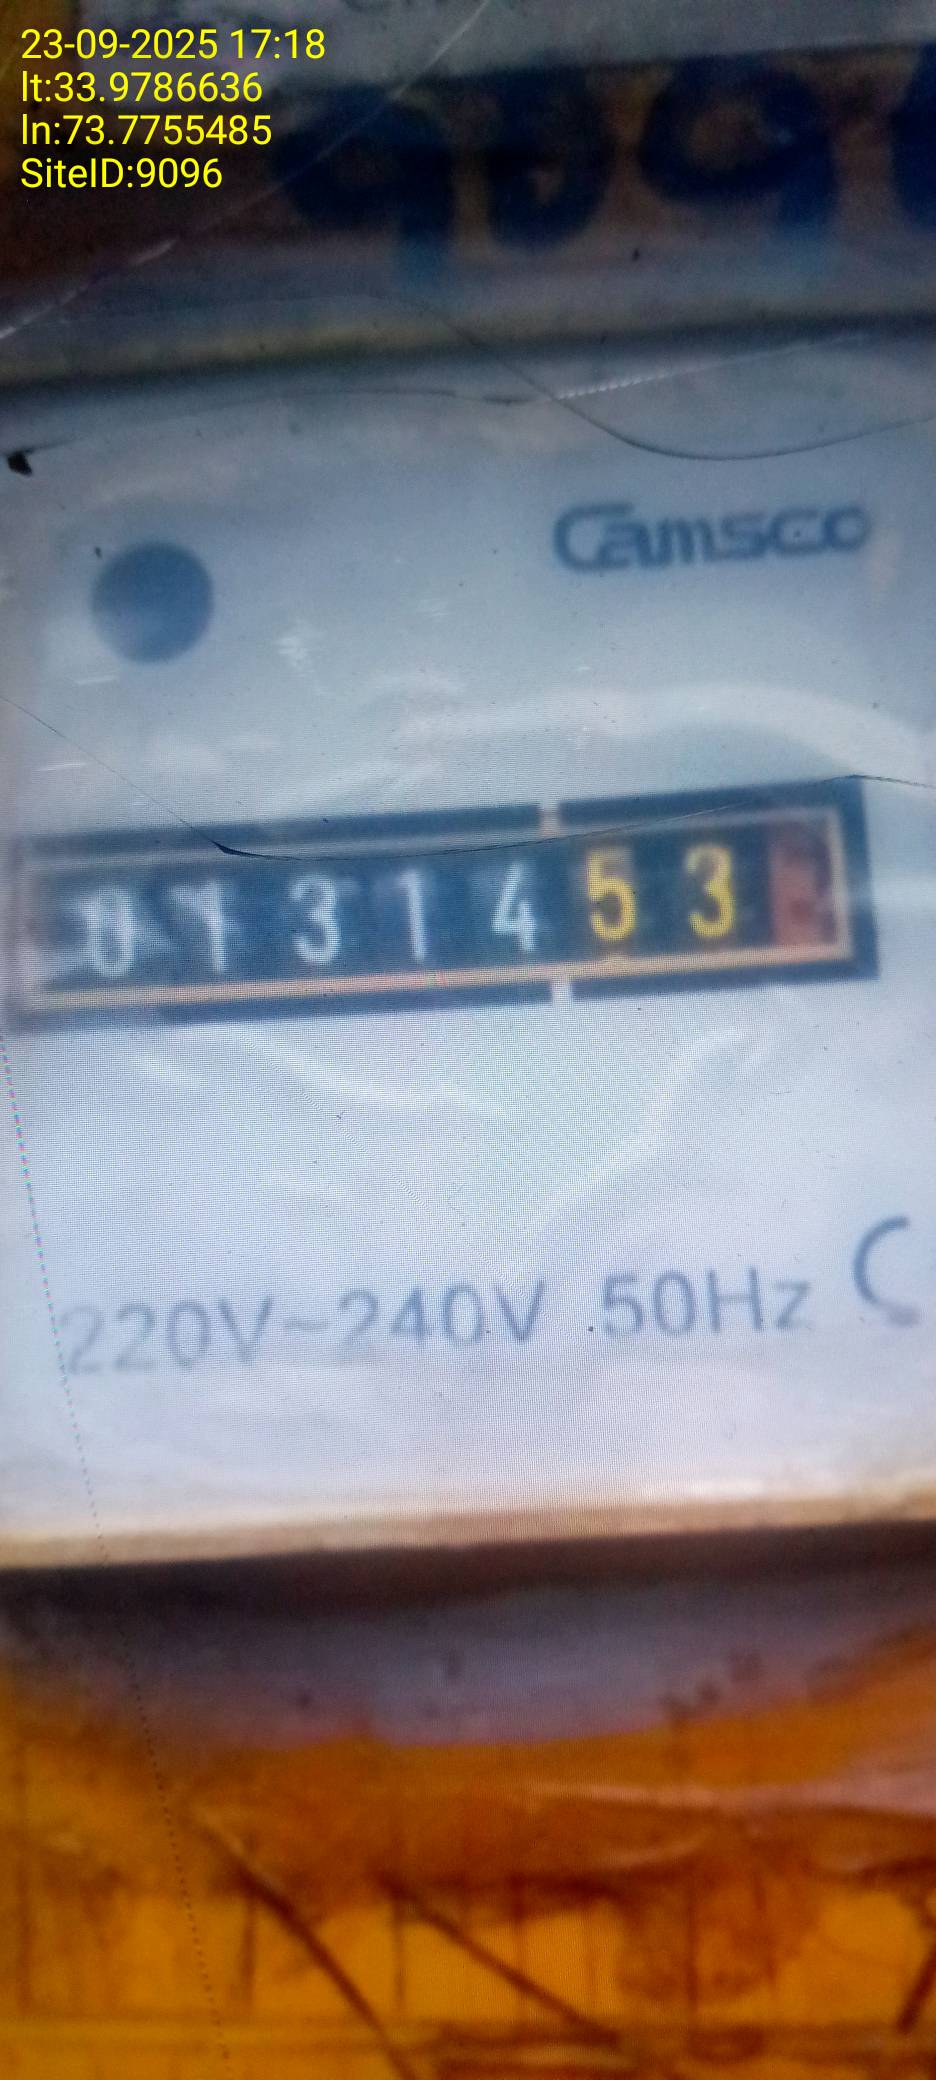 23-09-2025 17:18
lt:33.9786636
ln:73.7755485
SiteID:9096
Camsco
0131453
220V~240V 50Hz